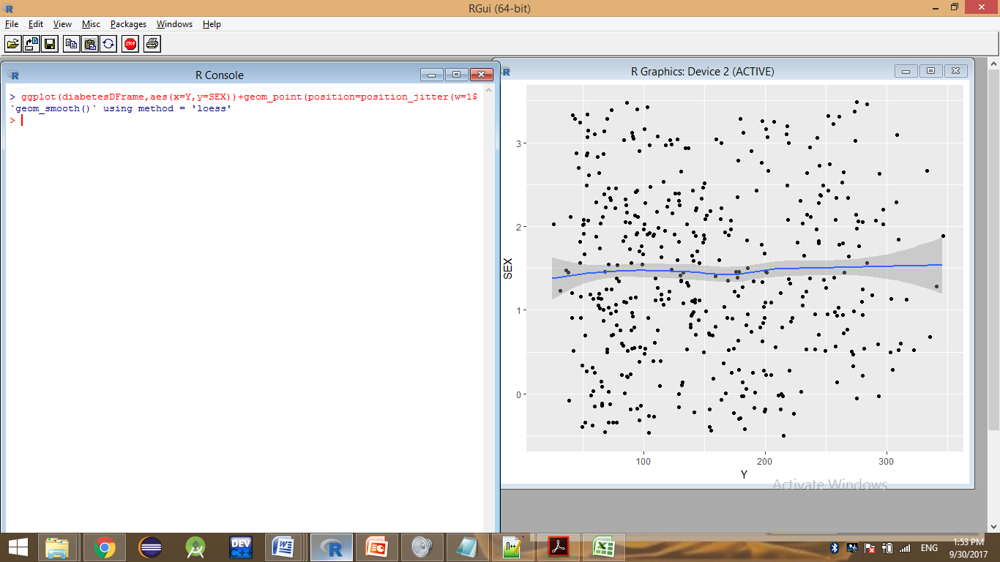 RGui (64-bit)
File Edit View Misc Packages Windows Help
STOP
R Console
> ggplot(diabetesDFrame,aes(x=Y,y=SEX))+geom_point(position=position_jitter(w=1$
`geom_smooth()` using method = 'loess'
>
R Graphics: Device 2 (ACTIVE)
3
2
1
0
SEX
100 200 300
Y
Activate Windows
DEV
C++
ENG
1:53 PM
9/30/2017